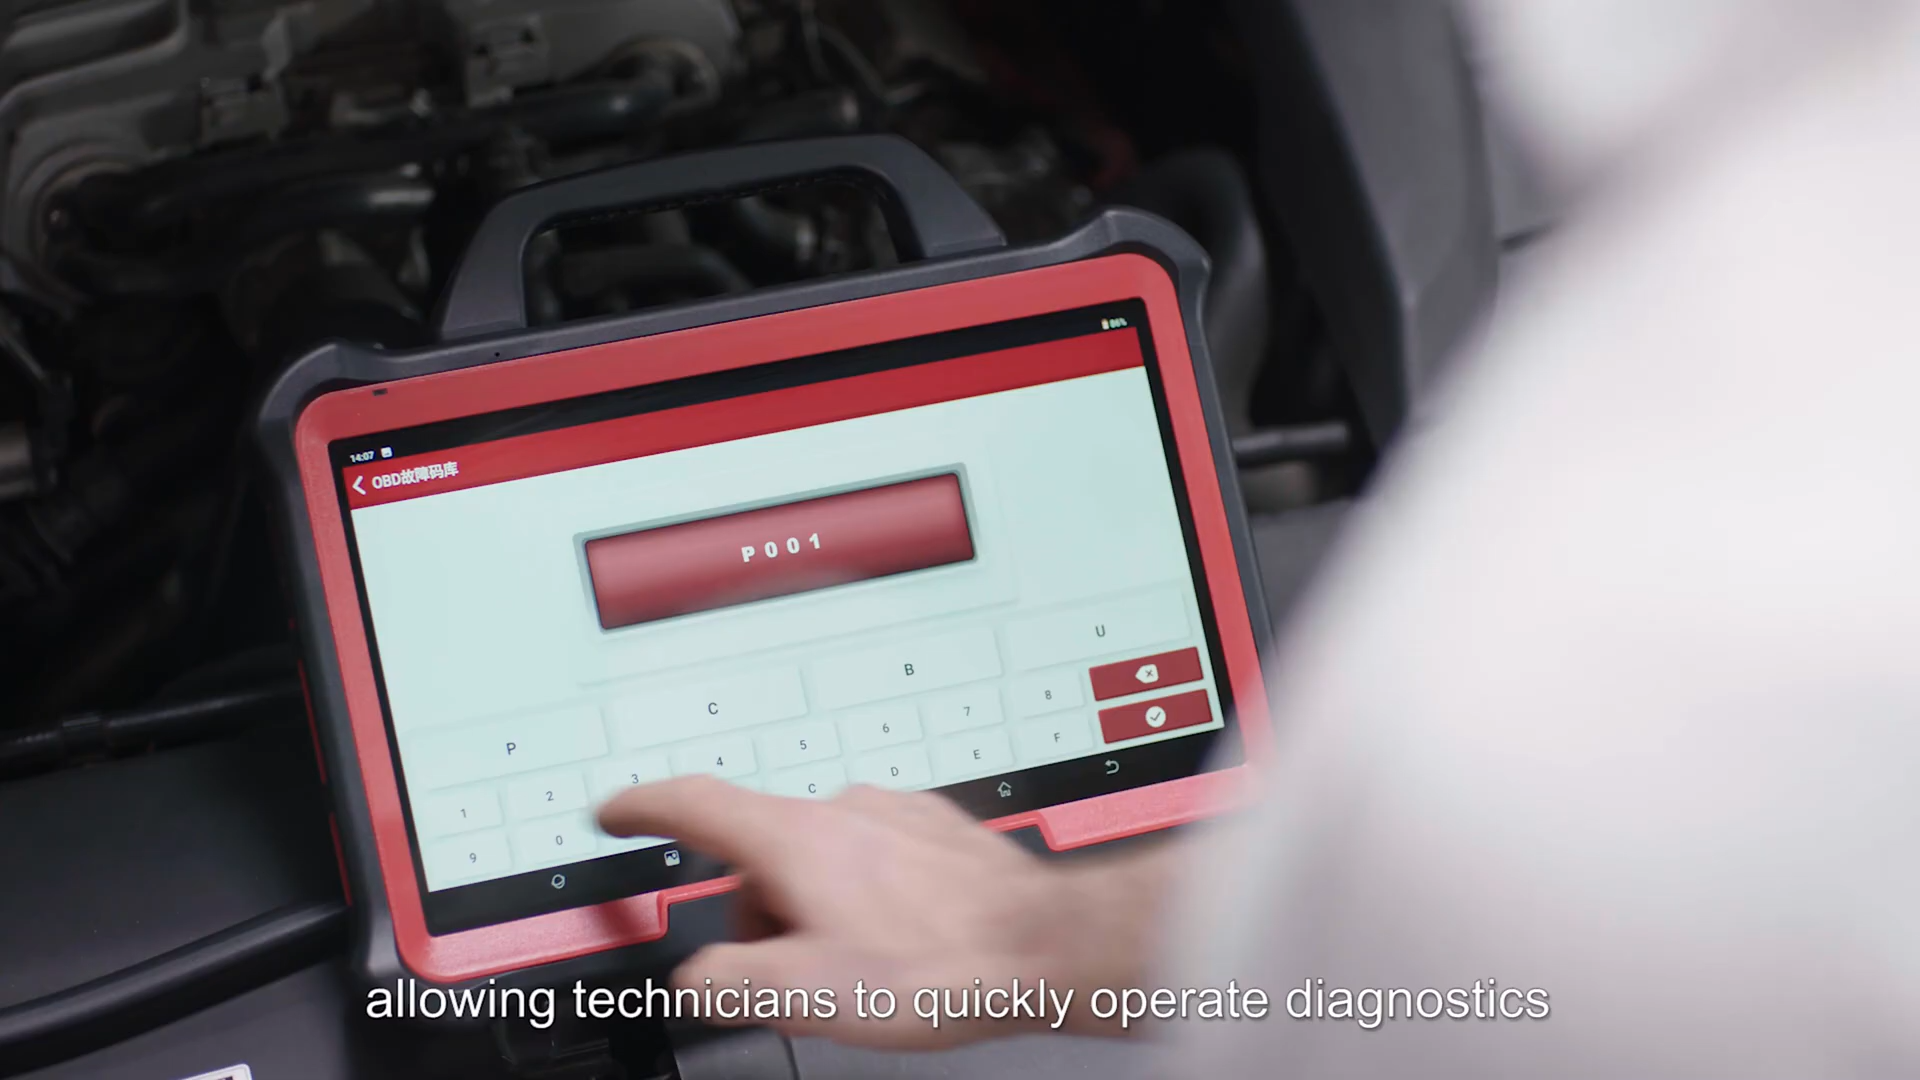 14:07
86%
OBD故障码库
P001
P
C
B
U
1
2
3
4
5
6
7
8
9
0
C
D
E
F
allowing technicians to quickly operate diagnostics